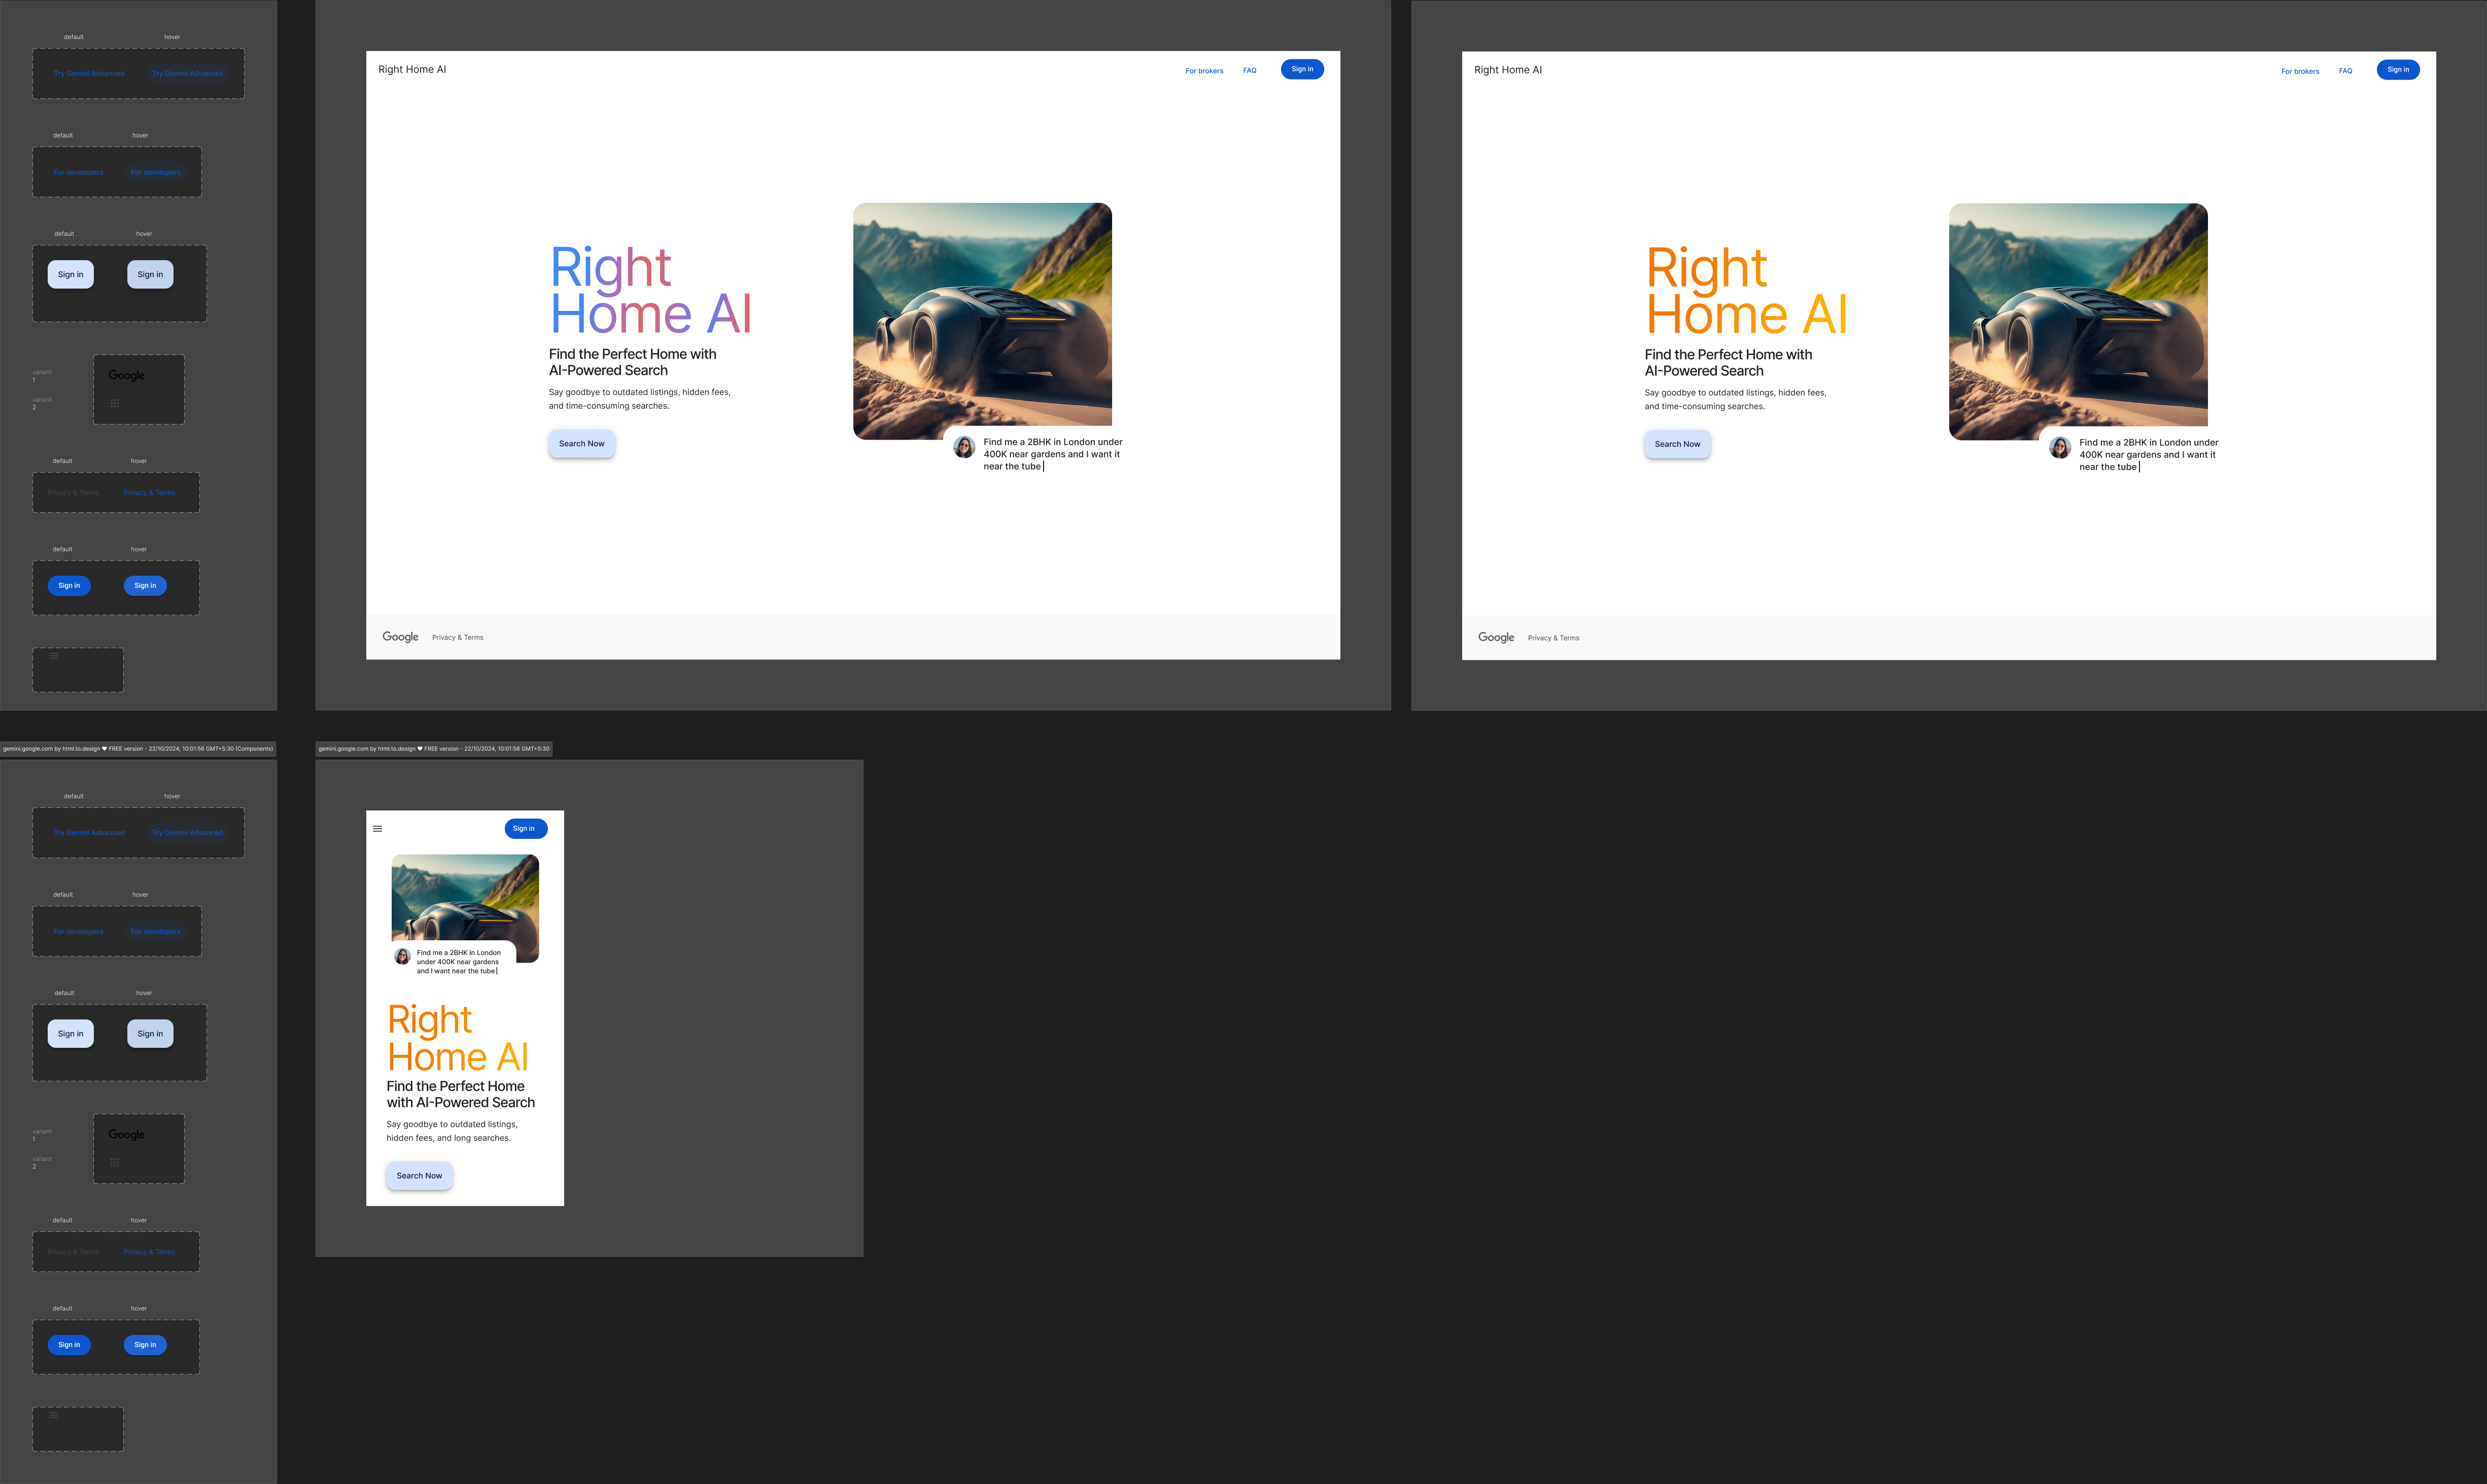 default hover
Try Gemini Advanced Try Gemini Advanced
default hover
For developers For developers
default hover
Sign in Sign in
variant
1
Google
variant
2
default hover
Privacy & Terms Privacy & Terms
default hover
Sign in Sign in
Right Home AI
For brokers FAQ Sign in
Right
Home AI
Find the Perfect Home with
AI-Powered Search
Say goodbye to outdated listings, hidden fees,
and time-consuming searches.
Search Now
Find me a 2BHK in London under
400K near gardens and I want it
near the tube
Google Privacy & Terms
Right Home AI
For brokers FAQ Sign in
Right
Home AI
Find the Perfect Home with
AI-Powered Search
Say goodbye to outdated listings, hidden fees,
and time-consuming searches.
Search Now
Find me a 2BHK in London under
400K near gardens and I want it
near the tube
Google Privacy & Terms
gemini.google.com by html.to.design ❤ FREE version - 22/10/2024, 10:01:56 GMT+5:30 (Components)
default hover
Try Gemini Advanced Try Gemini Advanced
default hover
For developers For developers
default hover
Sign in Sign in
variant
1
Google
variant
2
default hover
Privacy & Terms Privacy & Terms
default hover
Sign in Sign in
gemini.google.com by html.to.design ❤ FREE version - 22/10/2024, 10:01:56 GMT+5:30
Sign in
Find me a 2BHK in London
under 400K near gardens
and I want near the tube
Right
Home AI
Find the Perfect Home
with AI-Powered Search
Say goodbye to outdated listings,
hidden fees, and long searches.
Search Now